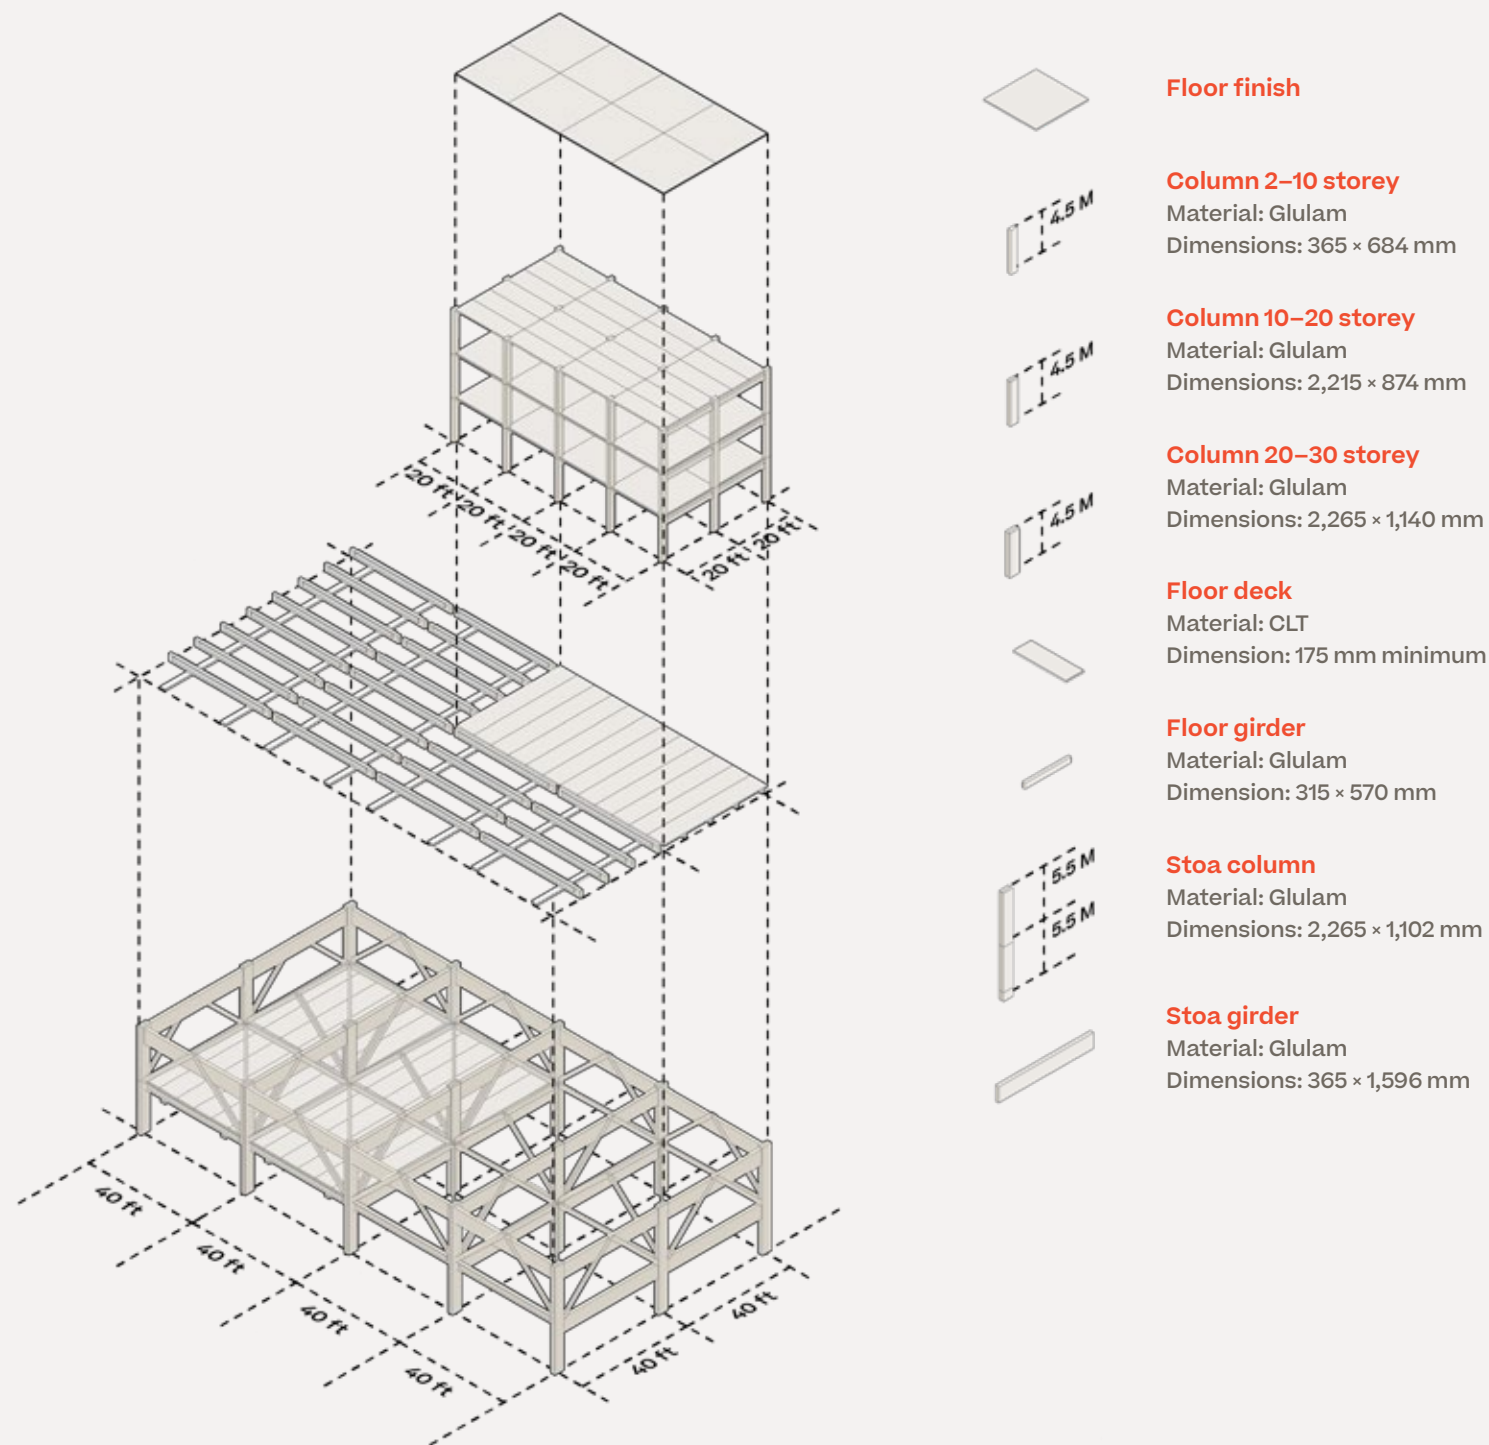 Floor finish
4.5 M
Column 2–10 storey
Material: Glulam
Dimensions: 365 × 684 mm
4.5 M
Column 10–20 storey
Material: Glulam
Dimensions: 2,215 × 874 mm
4.5 M
Column 20–30 storey
Material: Glulam
Dimensions: 2,265 × 1,140 mm
Floor deck
Material: CLT
Dimension: 175 mm minimum
Floor girder
Material: Glulam
Dimension: 315 × 570 mm
5.5 M
5.5 M
Stoa column
Material: Glulam
Dimensions: 2,265 × 1,102 mm
Stoa girder
Material: Glulam
Dimensions: 365 × 1,596 mm
20 ft
20 ft
20 ft
20 ft
20 ft
20 ft
40 ft
40 ft
40 ft
40 ft
40 ft
40 ft